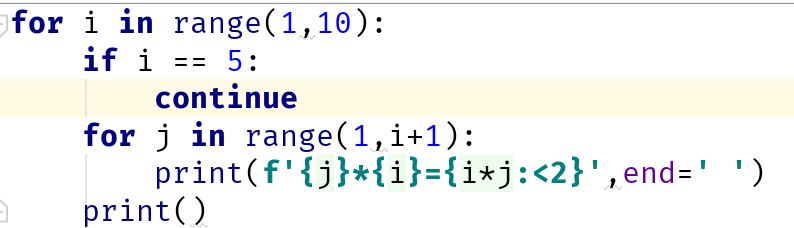 for i in range(1,10):
    if i == 5:
        continue
    for j in range(1,i+1):
        print(f'{j}*{i}={i*j:<2}',end=' ')
    print()